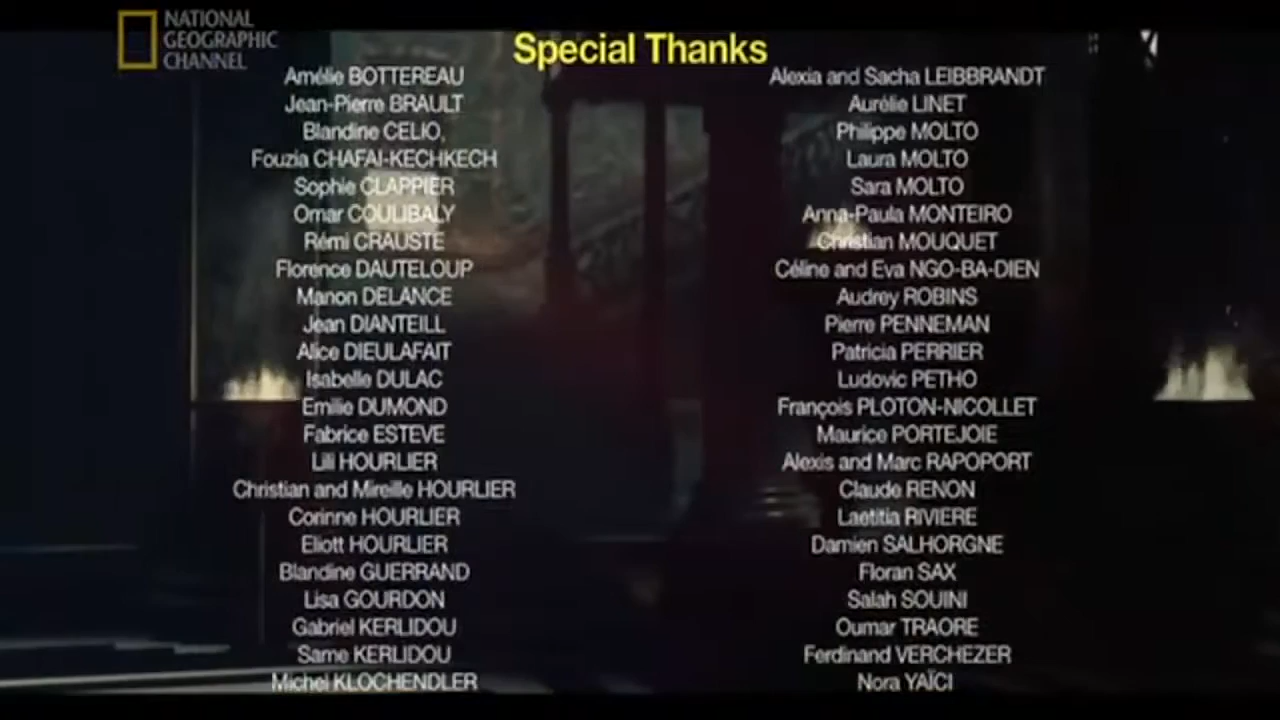 NATIONAL
GEOGRAPHIC
CHANNEL
Special Thanks
Amélie BOTTEREAU
Jean-Pierre BRAULT
Blandine CELIO,
Fouzia CHAFAI-KECHKECH
Sophie CLAPPIER
Omar COULIBALY
Rémi CRAUSTE
Florence DAUTELOUP
Manon DELANCE
Jean DIANTEILL
Alice DIEULAFAIT
Isabelle DULAC
Emilie DUMOND
Fabrice ESTEVE
Lili HOURLIER
Christian and Mireille HOURLIER
Corinne HOURLIER
Eliott HOURLIER
Blandine GUERRAND
Lisa GOURDON
Gabriel KERLIDOU
Same KERLIDOU
Michel KLOCHENDLER
Alexia and Sacha LEIBBRANDT
Aurélie LINET
Philippe MOLTO
Laura MOLTO
Sara MOLTO
Anna-Paula MONTEIRO
Christian MOUQUET
Céline and Eva NGO-BA-DIEN
Audrey ROBINS
Pierre PENNEMAN
Patricia PERRIER
Ludovic PETHO
François PLOTON-NICOLLET
Maurice PORTEJOIE
Alexis and Marc RAPOPORT
Claude RENON
Laetitia RIVIERE
Damien SALHORGNE
Floran SAX
Salah SOUINI
Oumar TRAORE
Ferdinand VERCHEZER
Nora YAÏCI